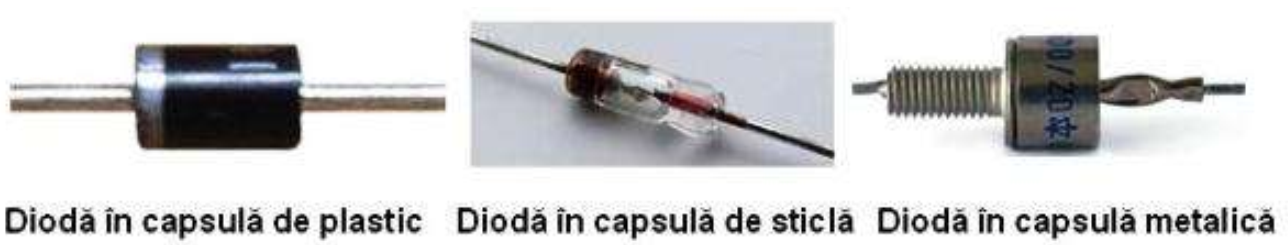 Diodă în capsulă de plastic
Diodă în capsulă de sticlă
Diodă în capsulă metalică